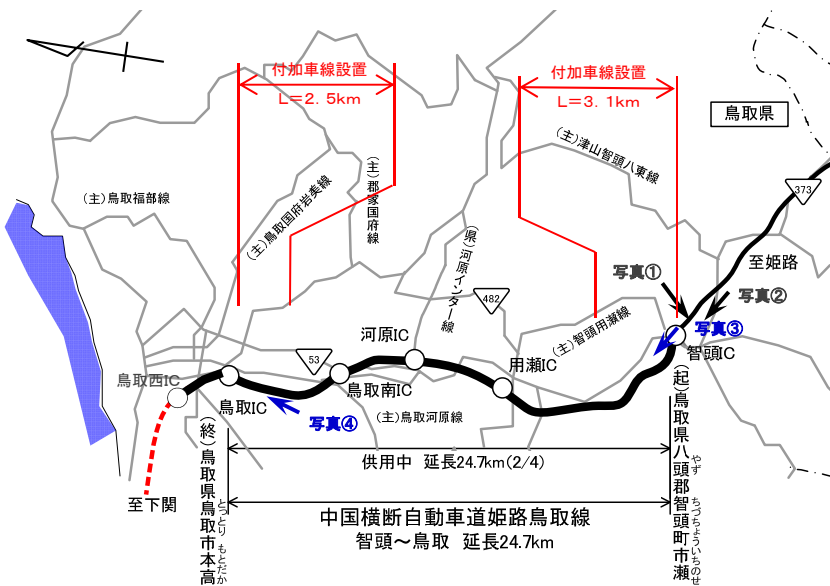 付加車線設置
L=2.5km
付加車線設置
L=3.1km
鳥取県
(主)津山智頭八東線
373
(主)鳥取福部線
(主)鳥取国府岩美線
(主)郡家国府線
(県)河原インター線
482
至姫路
写真①
写真②
写真③
智頭IC
(主)智頭用瀬線
河原IC
53
用瀬IC
鳥取西IC
鳥取IC
鳥取南IC
写真④
(主)鳥取河原線
至下関
(終)鳥取県鳥取市本高
とっとり もとだか
(起)鳥取県八頭郡智頭町市瀬
やず ちづちょういちのせ
供用中 延長24.7km(2/4)
中国横断自動車道姫路鳥取線
智頭~鳥取 延長24.7km